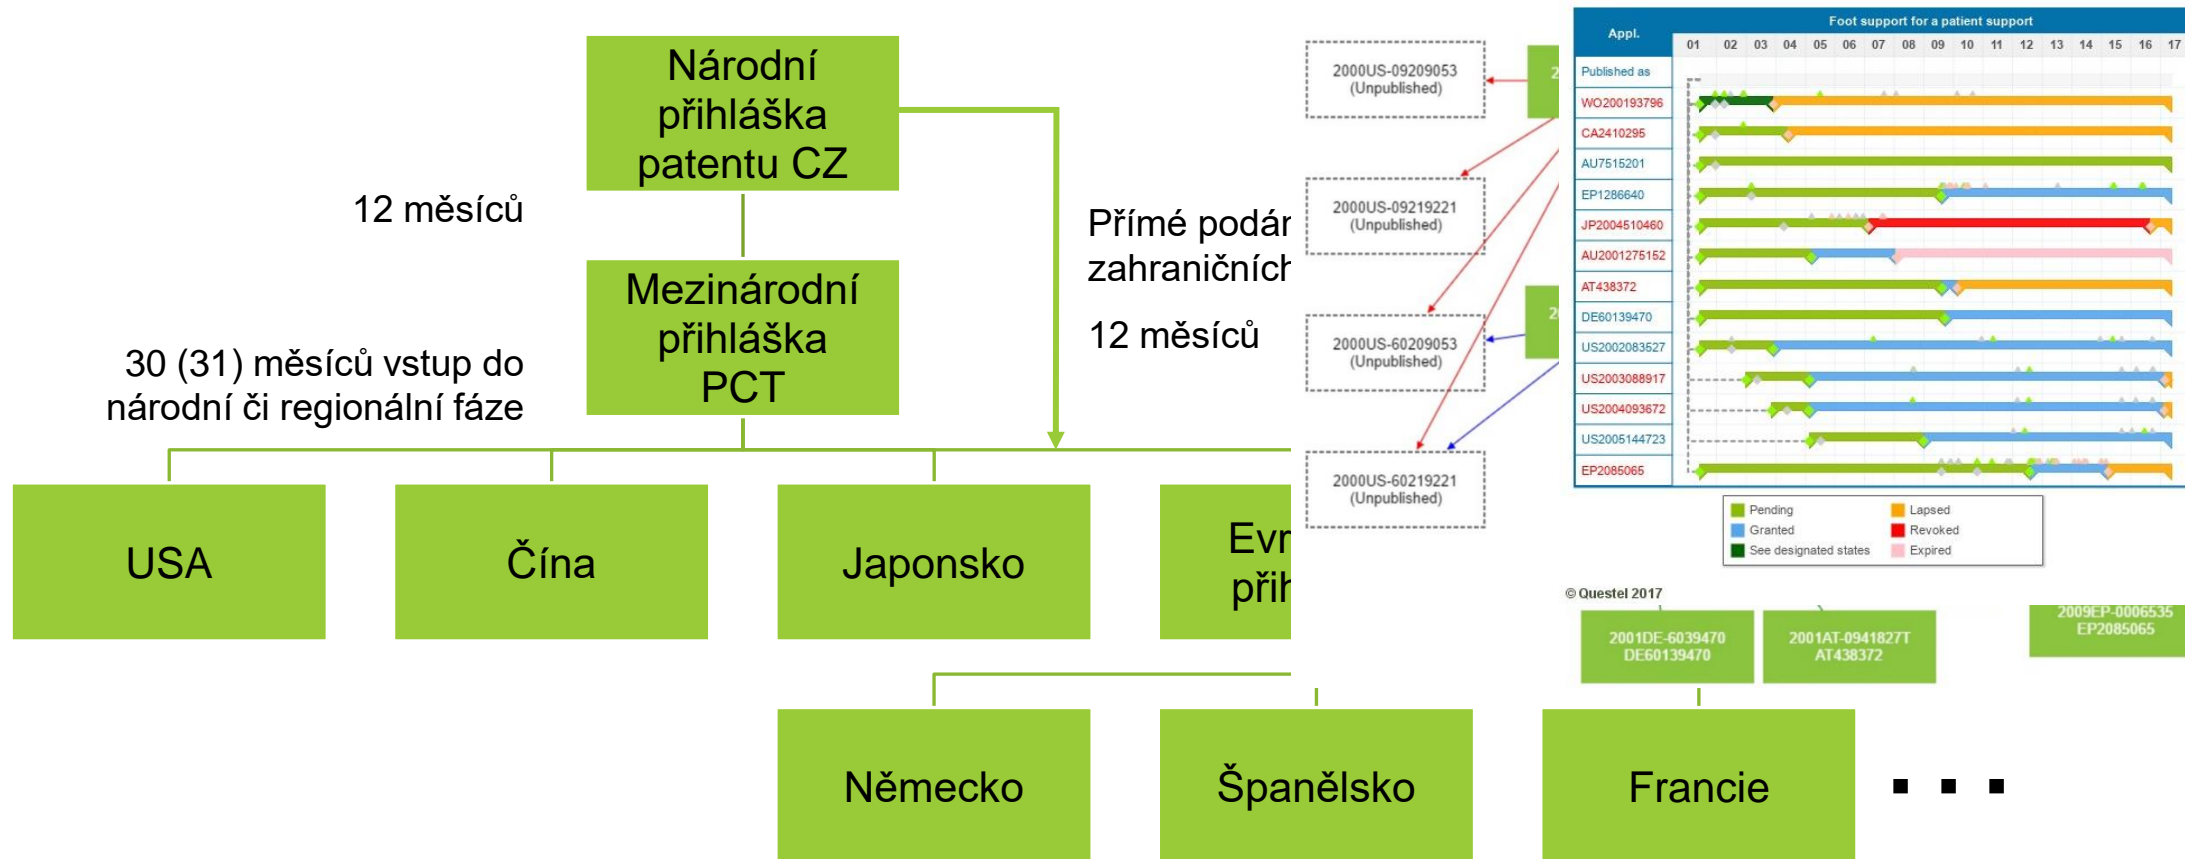 Národní
přihláška
patentu CZ
12 měsíců
Mezinárodní
přihláška
PCT
30 (31) měsíců vstup do
národní či regionální fáze
12 měsíců
USA
Čína
Japonsko
Německo
Španělsko
Francie
...
2000US-09209053
(Unpublished)
2000US-09219221
(Unpublished)
2000US-60209053
(Unpublished)
2000US-60219221
(Unpublished)
Appl.
Foot support for a patient support
01 02 03 04 05 06 07 08 09 10 11 12 13 14 15 16 17
Published as
WO200193796
CA2410295
AU7515201
EP1286640
JP2004510460
AU2001275152
AT438372
DE60139470
US2002083527
US2003088917
US2004093672
US2005144723
EP2085065
Pending
Lapsed
Granted
Revoked
See designated states
Expired
© Questel 2017
2001DE-6039470
DE60139470
2001AT-0941827T
AT438372
2009EP-0006535
EP2085065